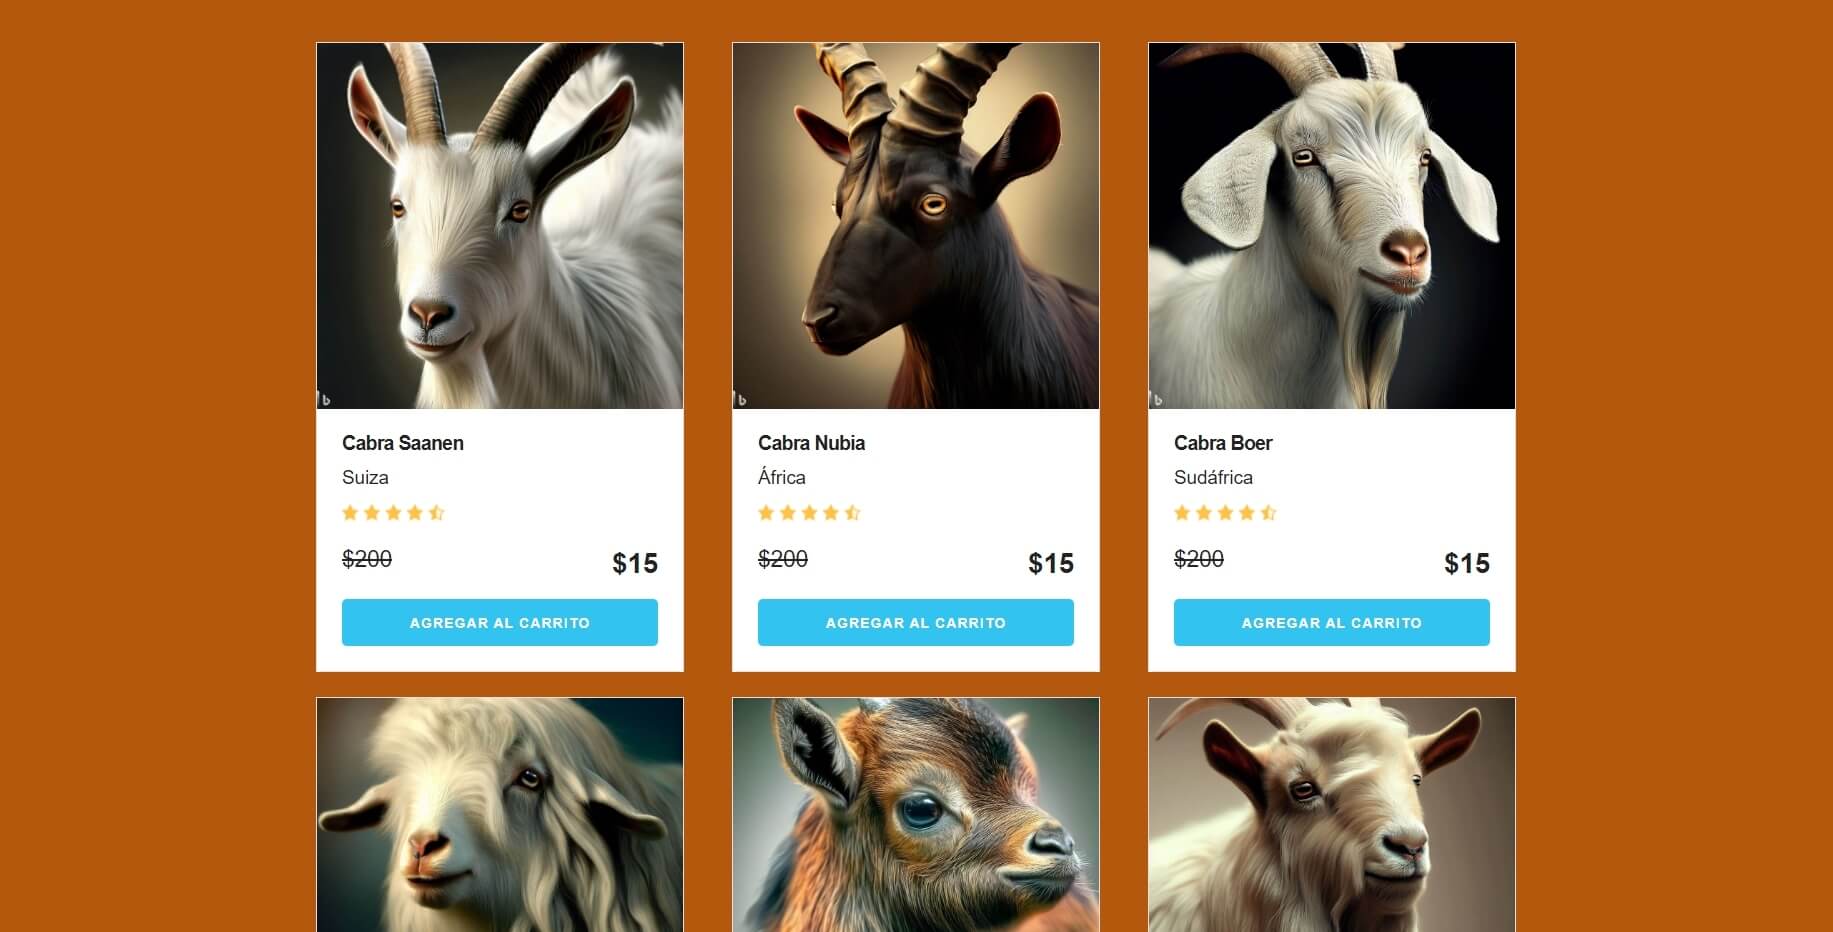 Cabra Saanen
Suiza
$200
$15
AGREGAR AL CARRITO
Cabra Nubia
África
$200
$15
AGREGAR AL CARRITO
Cabra Boer
Sudáfrica
$200
$15
AGREGAR AL CARRITO